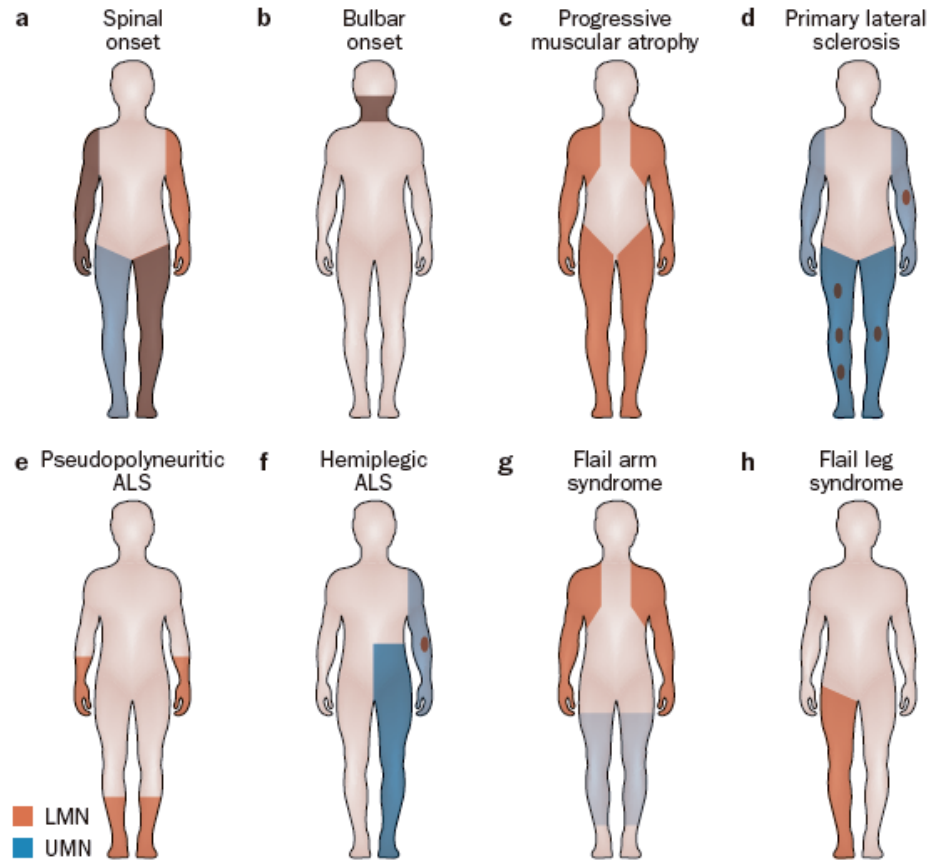 a Spinal onset
b Bulbar onset
c Progressive muscular atrophy
d Primary lateral sclerosis
e Pseudopolyneuritic ALS
f Hemiplegic ALS
g Flail arm syndrome
h Flail leg syndrome
LMN
UMN